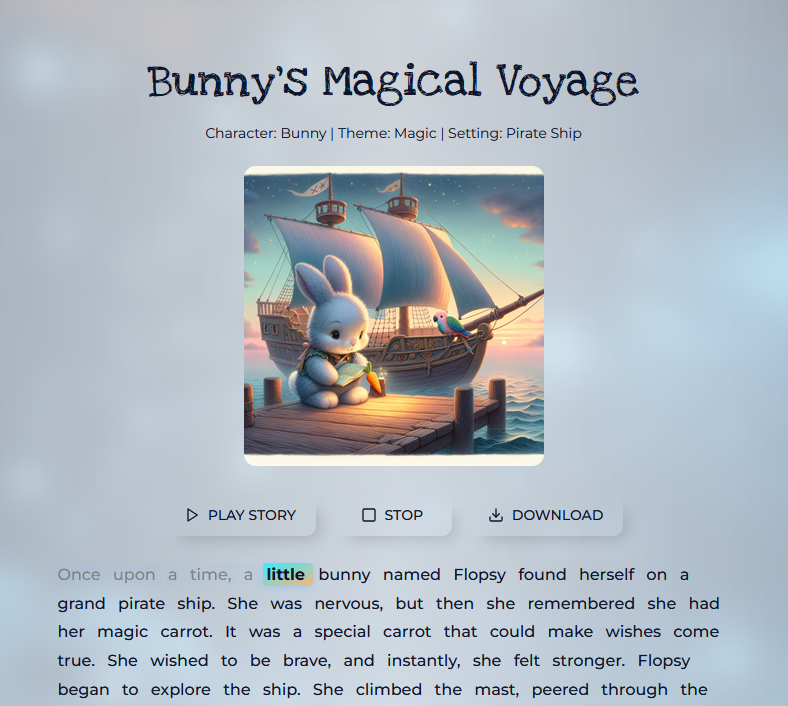 Bunny's Magical Voyage
Character: Bunny | Theme: Magic | Setting: Pirate Ship
PLAY STORY STOP DOWNLOAD
Once upon a time, a little bunny named Flopsy found herself on a
grand pirate ship. She was nervous, but then she remembered she had
her magic carrot. It was a special carrot that could make wishes come
true. She wished to be brave, and instantly, she felt stronger. Flopsy
began to explore the ship. She climbed the mast, peered through the